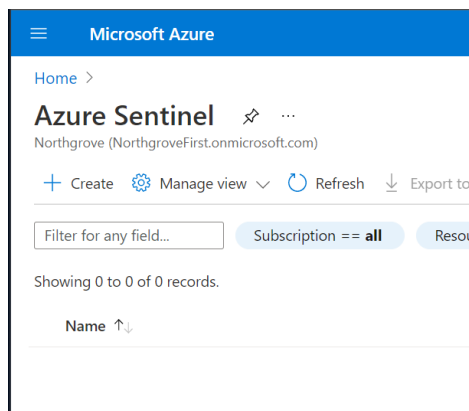 Microsoft Azure
Home >
Azure Sentinel ...
Northgrove (NorthgroveFirst.onmicrosoft.com)
+ Create Manage view Refresh Export to
Filter for any field... Subscription == all Resou
Showing 0 to 0 of 0 records.
Name ↑↓